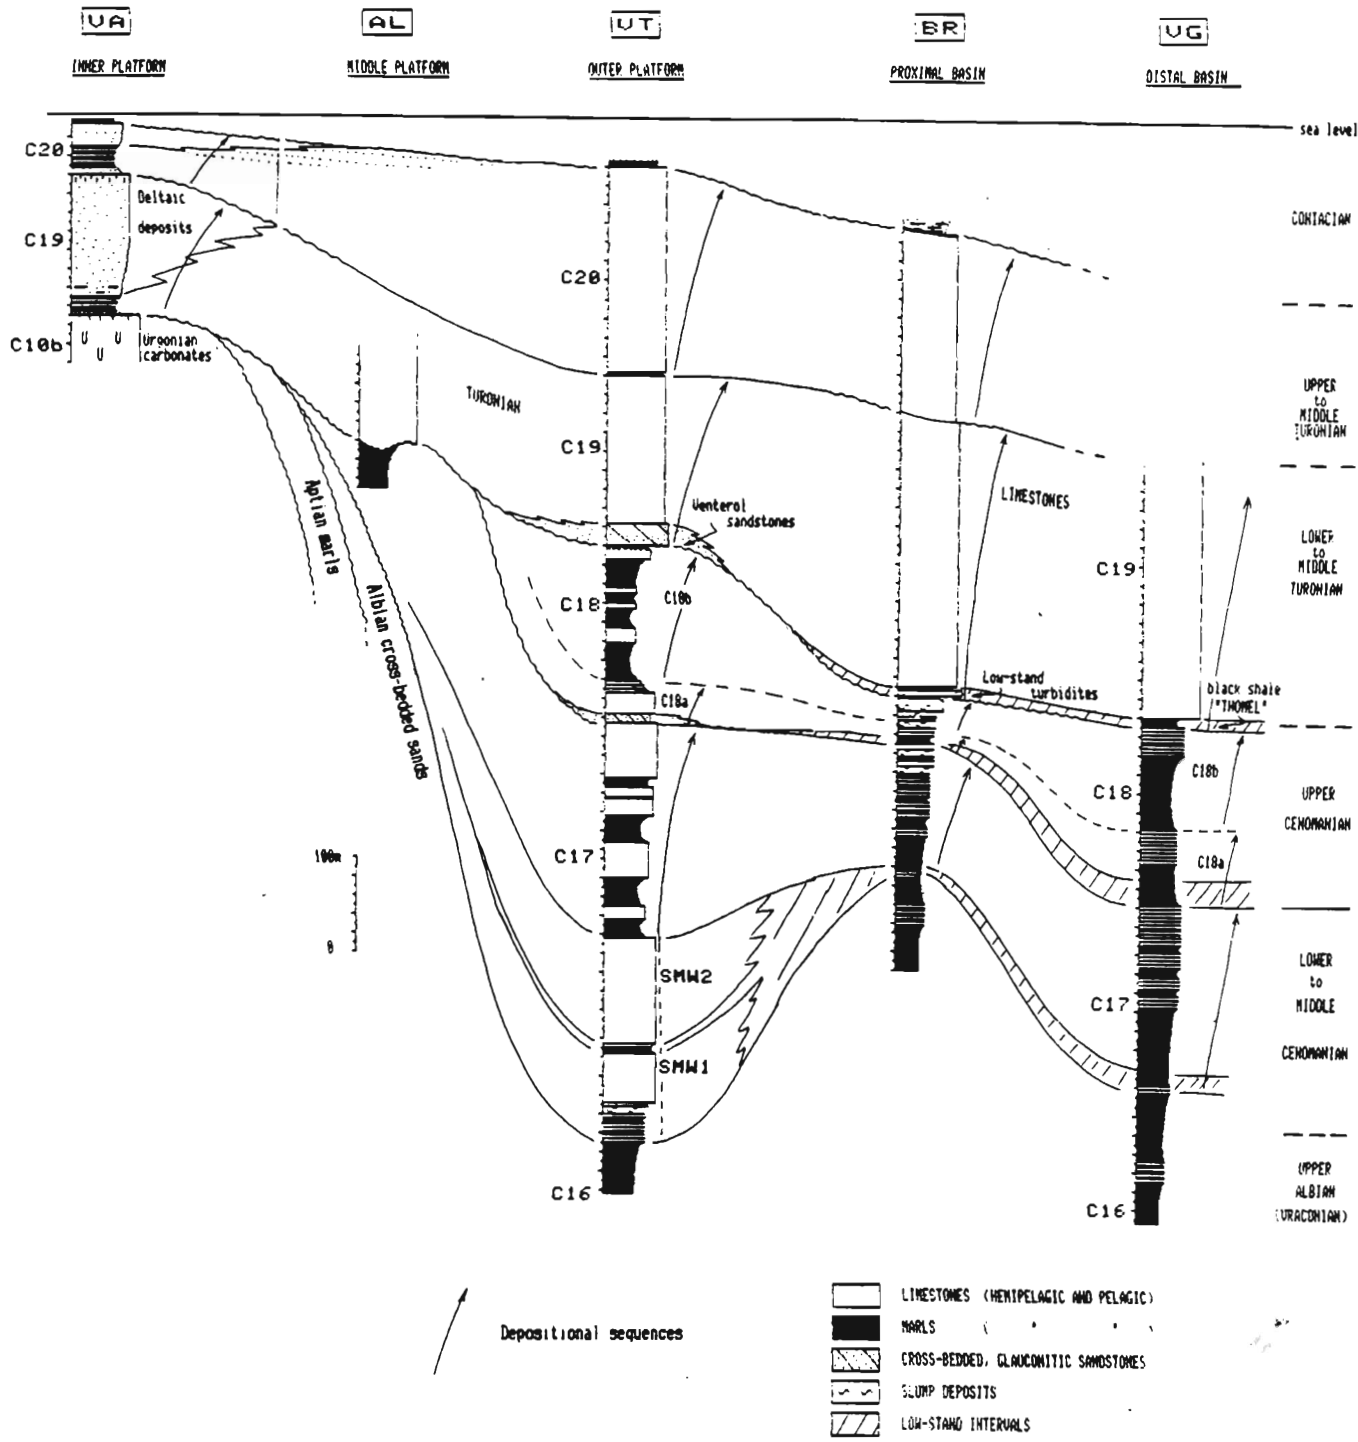 VA
AL
VT
BR
VG
INNER PLATFORM
MIDDLE PLATFORM
OUTER PLATFORM
PROXIMAL BASIN
DISTAL BASIN
sea level
C20
Deltaic
deposits
C19
C10b
U U
U
Urgonian
carbonates
TURONIAN
Aptian marls
Albian cross-bedded sands
100m
0
C20
C19
Venterol
sandstones
C18
C18b
C18a
C17
SMW2
SMW1
C16
LIMESTONES
Low-stand
turbidites
C19
black shale
"THOMEL"
C18
C18b
C18a
C17
C16
CONIACIAN
UPPER
to
MIDDLE
TURONIAN
LOWER
to
MIDDLE
TURONIAN
UPPER
CENOMANIAN
LOWER
to
MIDDLE
CENOMANIAN
UPPER
ALBIAN
(VRACONIAN)
Depositional sequences
LIMESTONES (HEMIPELAGIC AND PELAGIC)
MARLS ( " " )
CROSS-BEDDED, GLAUCONITIC SANDSTONES
SLUMP DEPOSITS
LOW-STAND INTERVALS